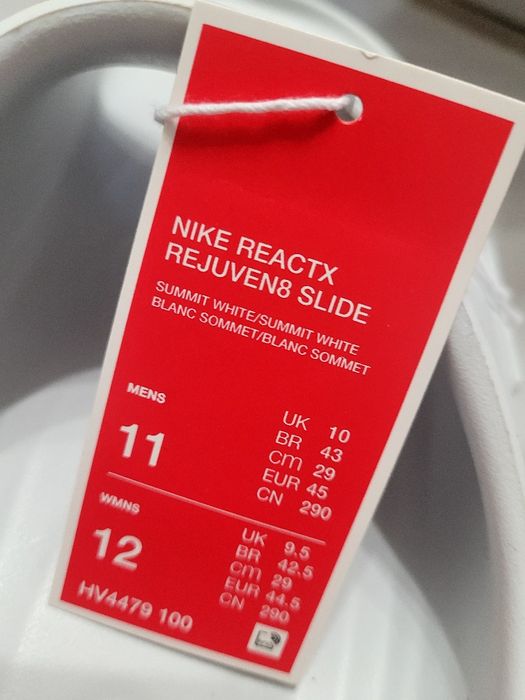 NIKE REACTX
REJUVEN8 SLIDE
SUMMIT WHITE/SUMMIT WHITE
BLANC SOMMET/BLANC SOMMET
MENS
11
UK 10
BR 43
cm 29
EUR 45
CN 290
WMNS
12
UK 9.5
BR 42.5
cm 29
EUR 44.5
CN 290
HV4479 100